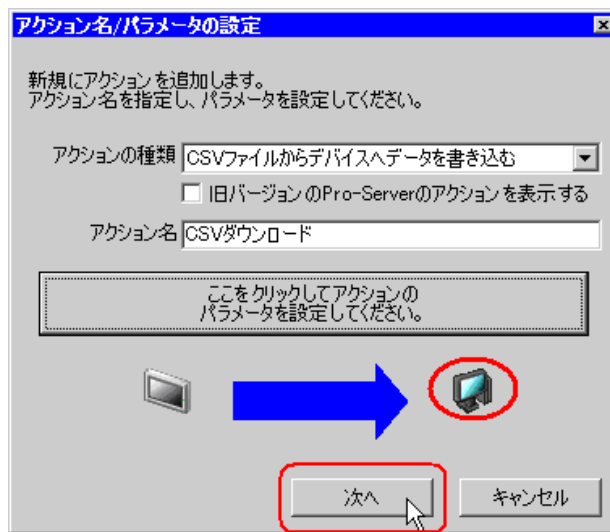 アクション名/パラメータの設定
新規にアクションを追加します。
アクション名を指定し、パラメータを設定してください。
アクションの種類 CSVファイルからデバイスへデータを書き込む
旧バージョンのPro-Serverのアクションを表示する
アクション名 CSVダウンロード
ここをクリックしてアクションの
パラメータを設定してください。
次へ キャンセル